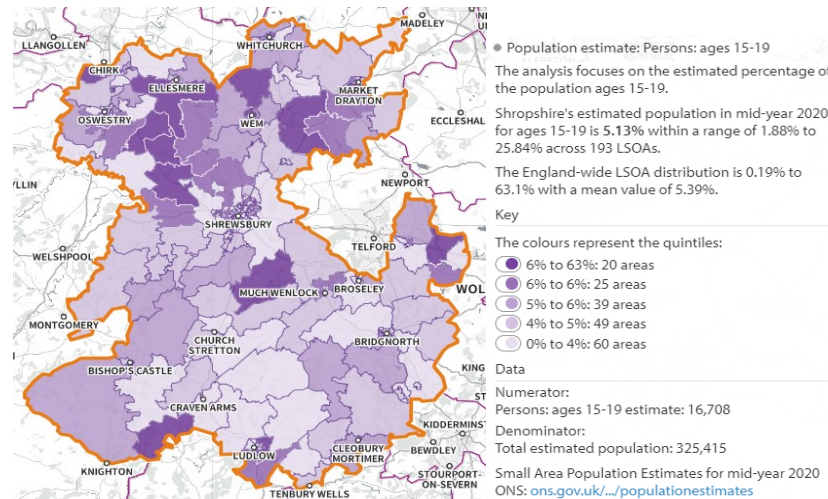 MADELEY
LLANGOLLEN
WHITCHURCH
CHIRK
ELLESMERE
MARKET
DRAYTON
OSWESTRY
WEM
ECCLESHAL
YLLIN
NEWPORT
SHREWSBURY
TELFORD
WELSHPOOL
MUCH WENLOCK
BROSELEY
WOL
MONTGOMERY
CHURCH
STRETTON
BRIDGNORTH
BISHOP'S CASTLE
KING
ST
CRAVEN ARMS
KIDDERMINST
LUDLOW
CLEOBURY
MORTIMER
BEWDLEY
KNIGHTON
STOURPORT
-ON-SEVERN
TENBURY WELLS
Population estimate: Persons: ages 15-19
The analysis focuses on the estimated percentage of
the population ages 15-19.
Shropshire's estimated population in mid-year 2020
for ages 15-19 is 5.13% within a range of 1.88% to
25.84% across 193 LSOAs.
The England-wide LSOA distribution is 0.19% to
63.1% with a mean value of 5.39%.
Key
The colours represent the quintiles:
6% to 63%: 20 areas
6% to 6%: 25 areas
5% to 6%: 39 areas
4% to 5%: 49 areas
0% to 4%: 60 areas
Data
Numerator:
Persons: ages 15-19 estimate: 16,708
Denominator:
Total estimated population: 325,415
Small Area Population Estimates for mid-year 2020
ONS: ons.gov.uk/.../populationestimates